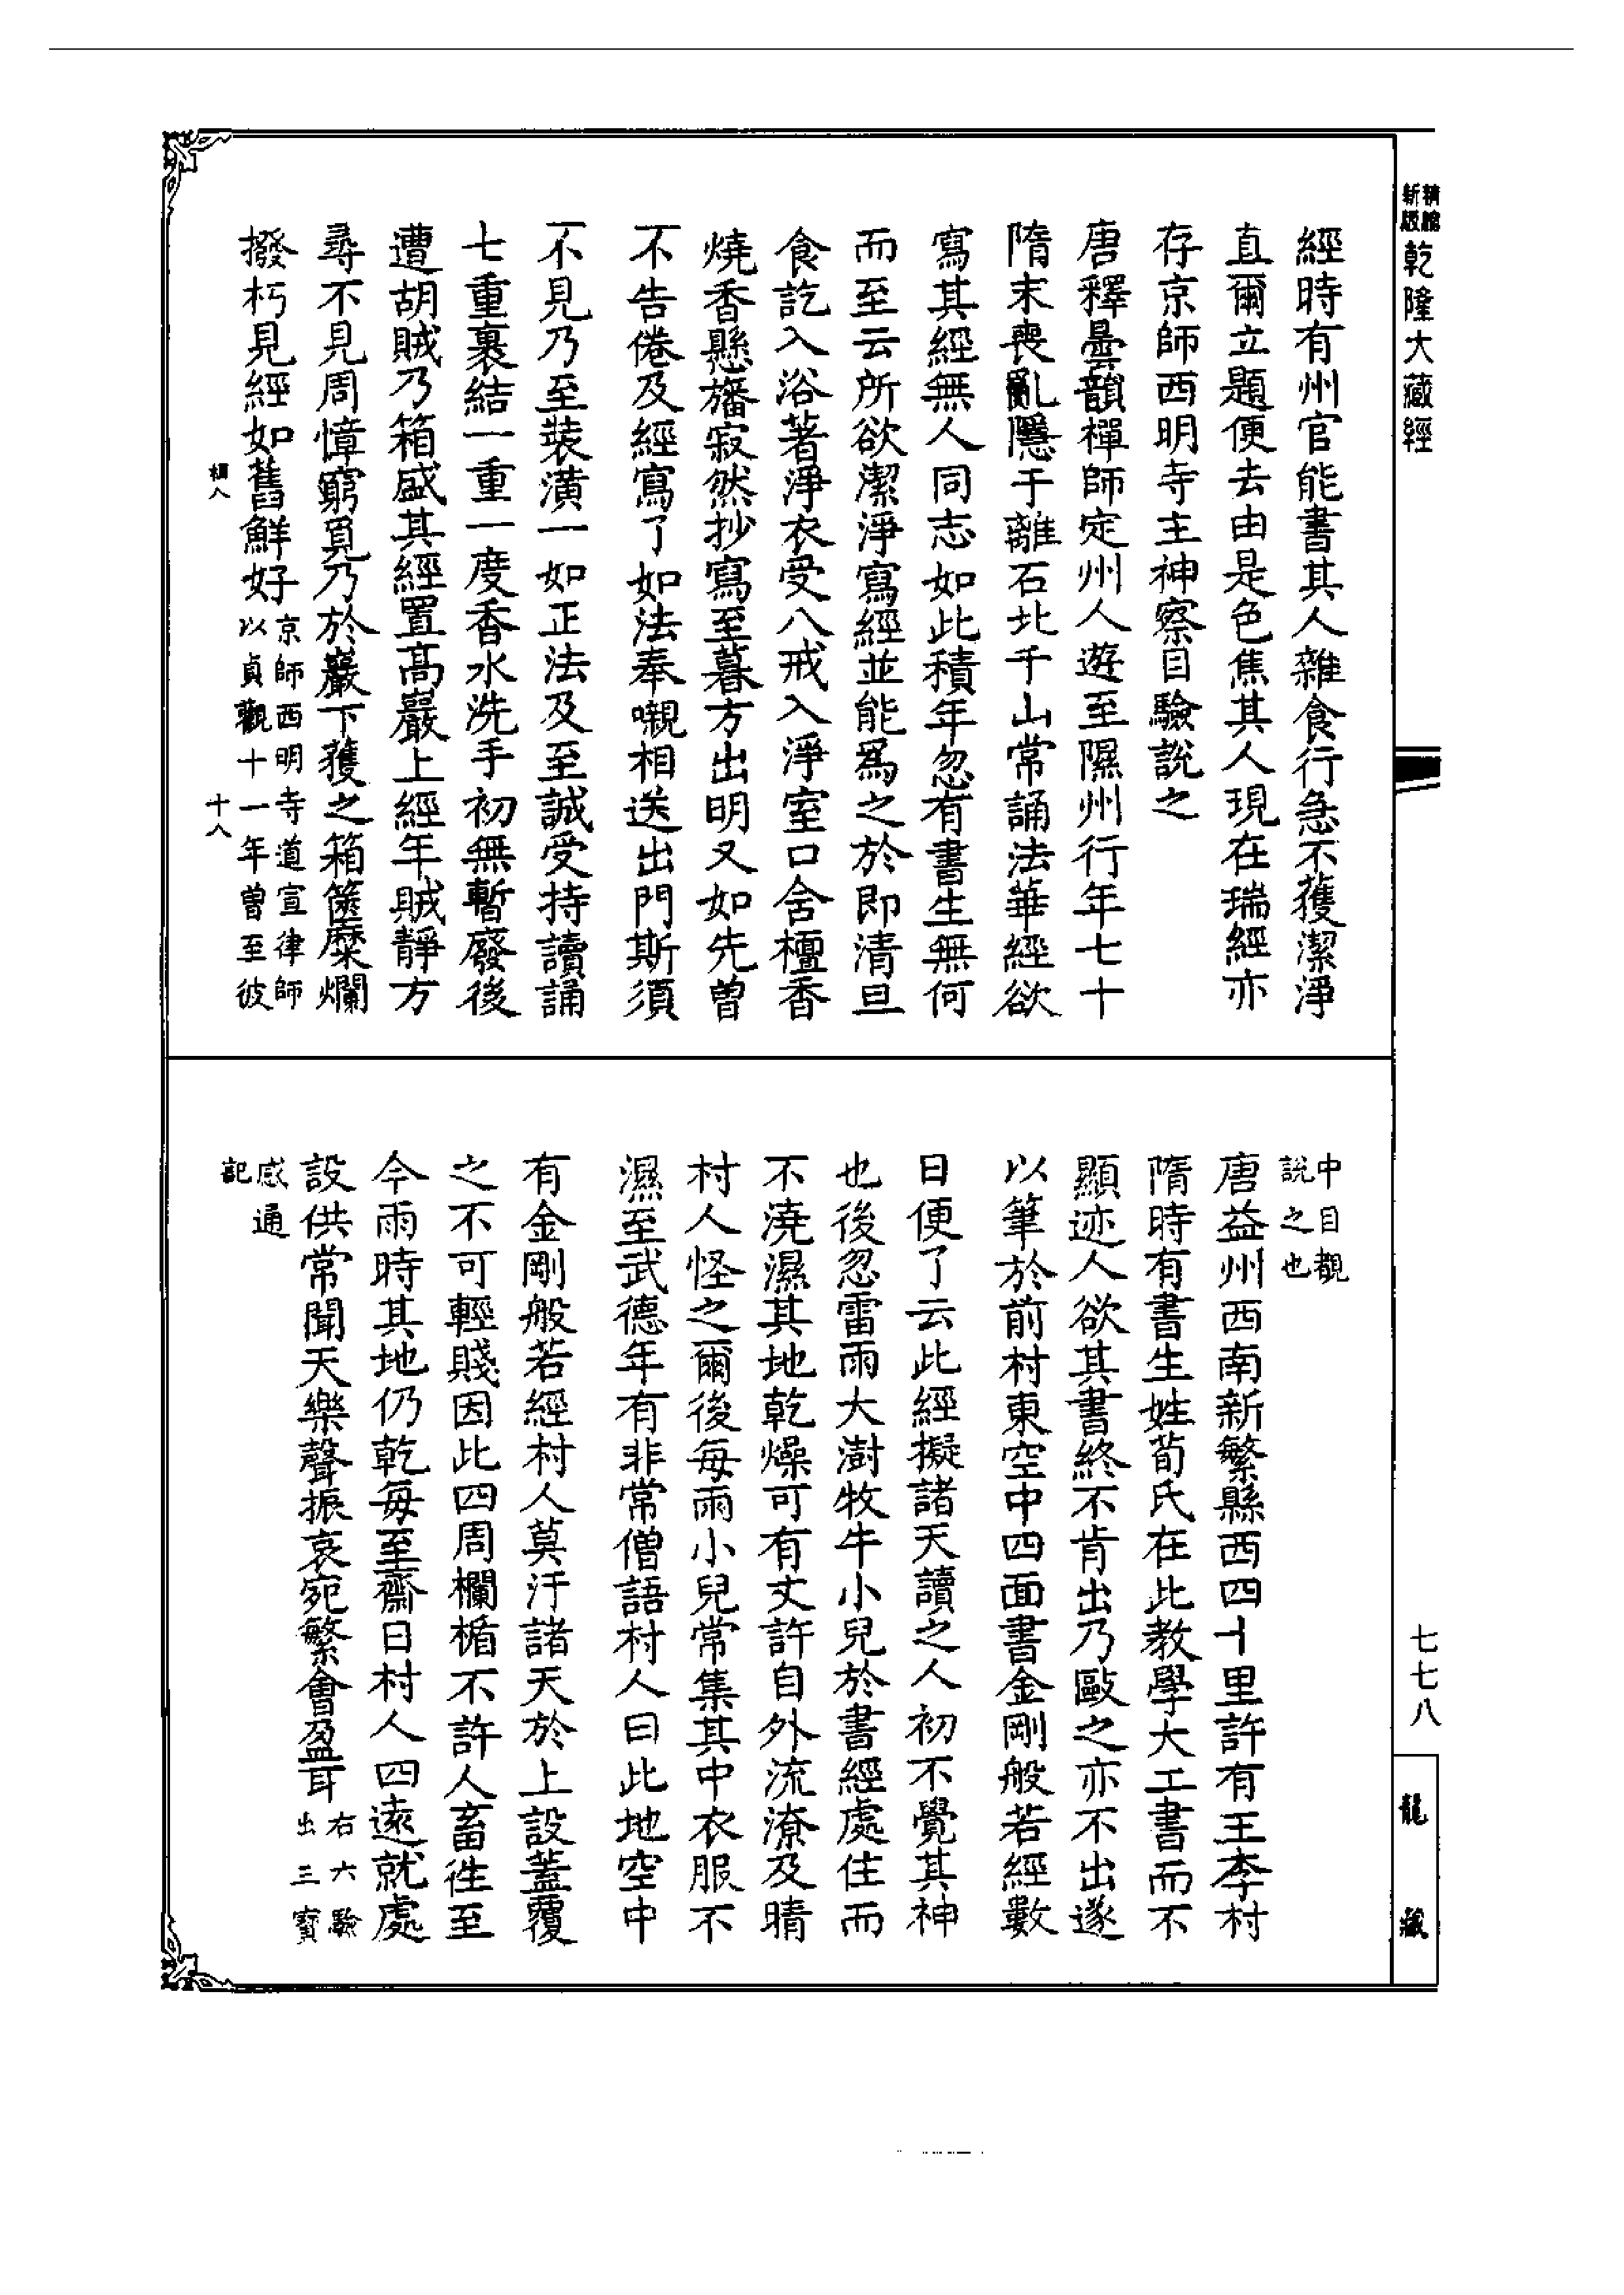 精縮新版
乾隆大藏經
經時有州官能書其人雜食行急不獲潔淨
直爾立題便去由是色焦其人現在瑞經亦
存京師西明寺主神察目驗說之
唐釋曇韻禪師定州人遊至隰州行年七十
隋末喪亂隱于離石北千山常誦法華經欲
寫其經無人同志如此積年忽有書生無何
而至云所欲潔淨寫經並能爲之於即清旦
食訖入浴著淨衣受八戒入淨室口含檀香
燒香懸旛寂然抄寫至暮方出明又如先曾
不告倦及經寫了如法奉嚫相送出門斯須
不見乃至裝潢一如正法及至誠受持讀誦
七重裹結一重一度香水洗手初無暫廢後
遭胡賊乃箱盛其經置高巖上經年賊靜方
尋不見周慞窮覓乃於巖下獲之箱篋糜爛
撥朽見經如舊鮮好京師西明寺道宣律師
以貞觀十一年曾至彼
十八
中目覩
說之也
唐益州西南新繁縣西四十里許有王李村
隋時有書生姓荀氏在此教學大工書而不
顯迹人欲其書終不肯出乃毆之亦不出遂
以筆於前村東空中四面書金剛般若經數
日便了云此經擬諸天讀之人初不覺其神
也後忽雷雨大澍牧牛小兒於書經處住而
不澆濕其地乾燥可有丈許自外流潦及晴
村人怪之爾後每雨小兒常集其中衣服不
濕至武德年有非常僧語村人曰此地空中
有金剛般若經村人莫汙諸天於上設蓋覆
之不可輕賤因此四周欄楯不許人畜往至
今雨時其地仍乾每至齋日村人四遠就處
設供常聞天樂聲振哀宛繁會盈耳右六驗
出三寶
感通
記
七七八
龍藏